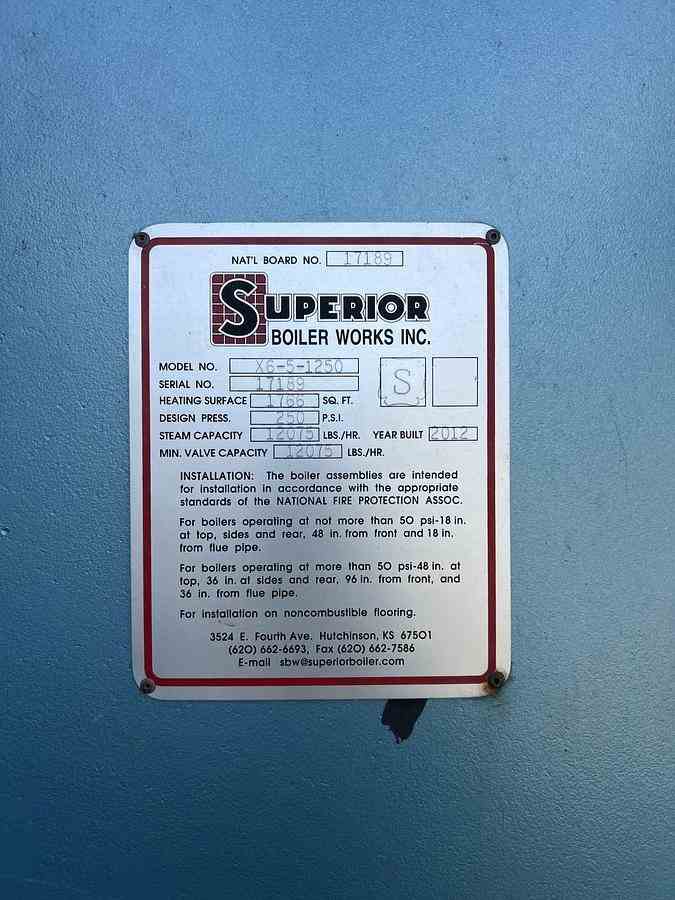 NAT'L BOARD NO. 17189
SUPERIOR
BOILER WORKS INC.
MODEL NO. X6-5-1250
SERIAL NO. 17189
HEATING SURFACE 1766 SQ. FT.
DESIGN PRESS. 250 P.S.I.
S
STEAM CAPACITY 12075 LBS./HR. YEAR BUILT 2012
MIN. VALVE CAPACITY 12075 LBS./HR.
INSTALLATION: The boiler assemblies are intended
for installation in accordance with the appropriate
standards of the NATIONAL FIRE PROTECTION ASSOC.
For boilers operating at not more than 50 psi-18 in.
at top, sides and rear, 48 in. from front and 18 in.
from flue pipe.
For boilers operating at more than 50 psi-48 in. at
top, 36 in. at sides and rear, 96 in. from front, and
36 in. from flue pipe.
For installation on noncombustible flooring.
3524 E. Fourth Ave. Hutchinson, KS 67501
(620) 662-6693, Fax (620) 662-7586
E-mail sbw@superiorboiler.com